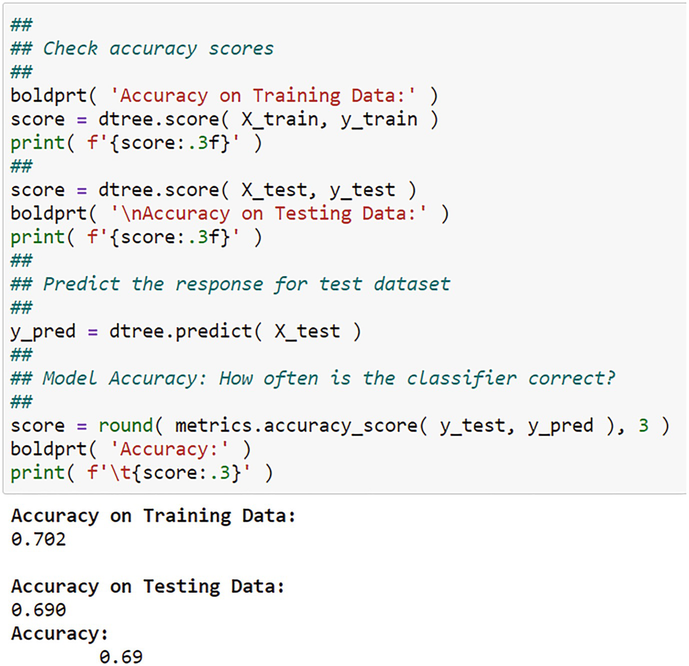 ##
## Check accuracy scores
##
boldprt( 'Accuracy on Training Data:' )
score = dtree.score( X_train, y_train )
print( f'{score:.3f}' )
##
score = dtree.score( X_test, y_test )
boldprt( '\nAccuracy on Testing Data:' )
print( f'{score:.3f}' )
##
## Predict the response for test dataset
##
y_pred = dtree.predict( X_test )
##
## Model Accuracy: How often is the classifier correct?
##
score = round( metrics.accuracy_score( y_test, y_pred ), 3 )
boldprt( 'Accuracy:' )
print( f'\t{score:.3}' )
Accuracy on Training Data:
0.702
Accuracy on Testing Data:
0.690
Accuracy:
0.69